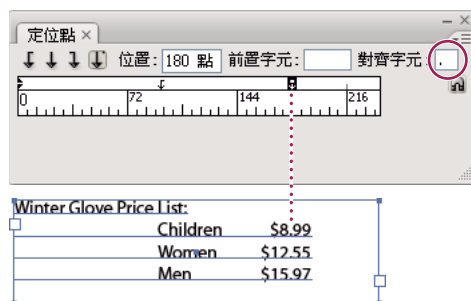 定位點 ×
位置: 180 點 前置字元: 對齊字元: .
0 72 144 216
Winter Glove Price List:
Children $8.99
Women $12.55
Men $15.97